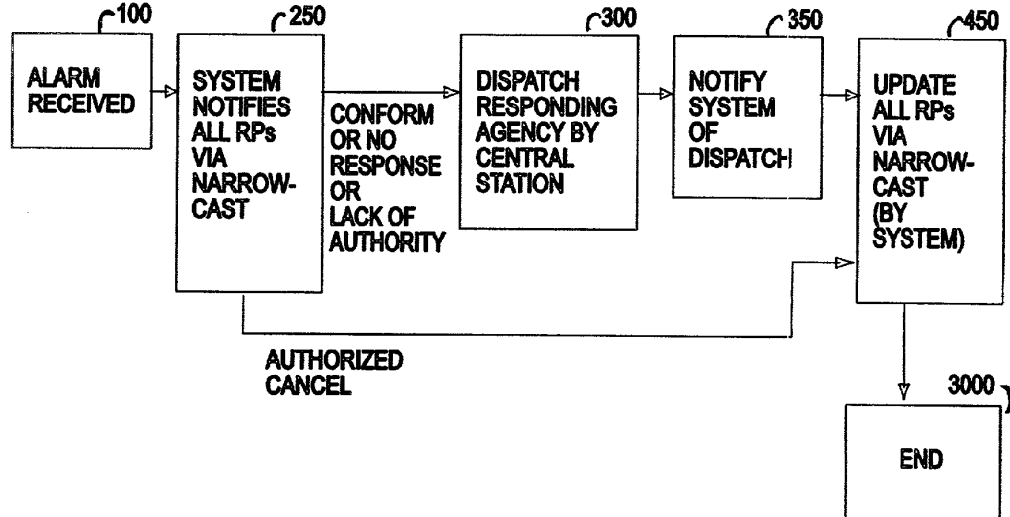 100
ALARM
RECEIVED
250
SYSTEM
NOTIFIES
ALL RPs
VIA
NARROW-
CAST
CONFORM
OR NO
RESPONSE
OR
LACK OF
AUTHORITY
300
DISPATCH
RESPONDING
AGENCY BY
CENTRAL
STATION
350
NOTIFY
SYSTEM
OF
DISPATCH
450
UPDATE
ALL RPs
VIA
NARROW-
CAST
(BY
SYSTEM)
AUTHORIZED
CANCEL
3000
END